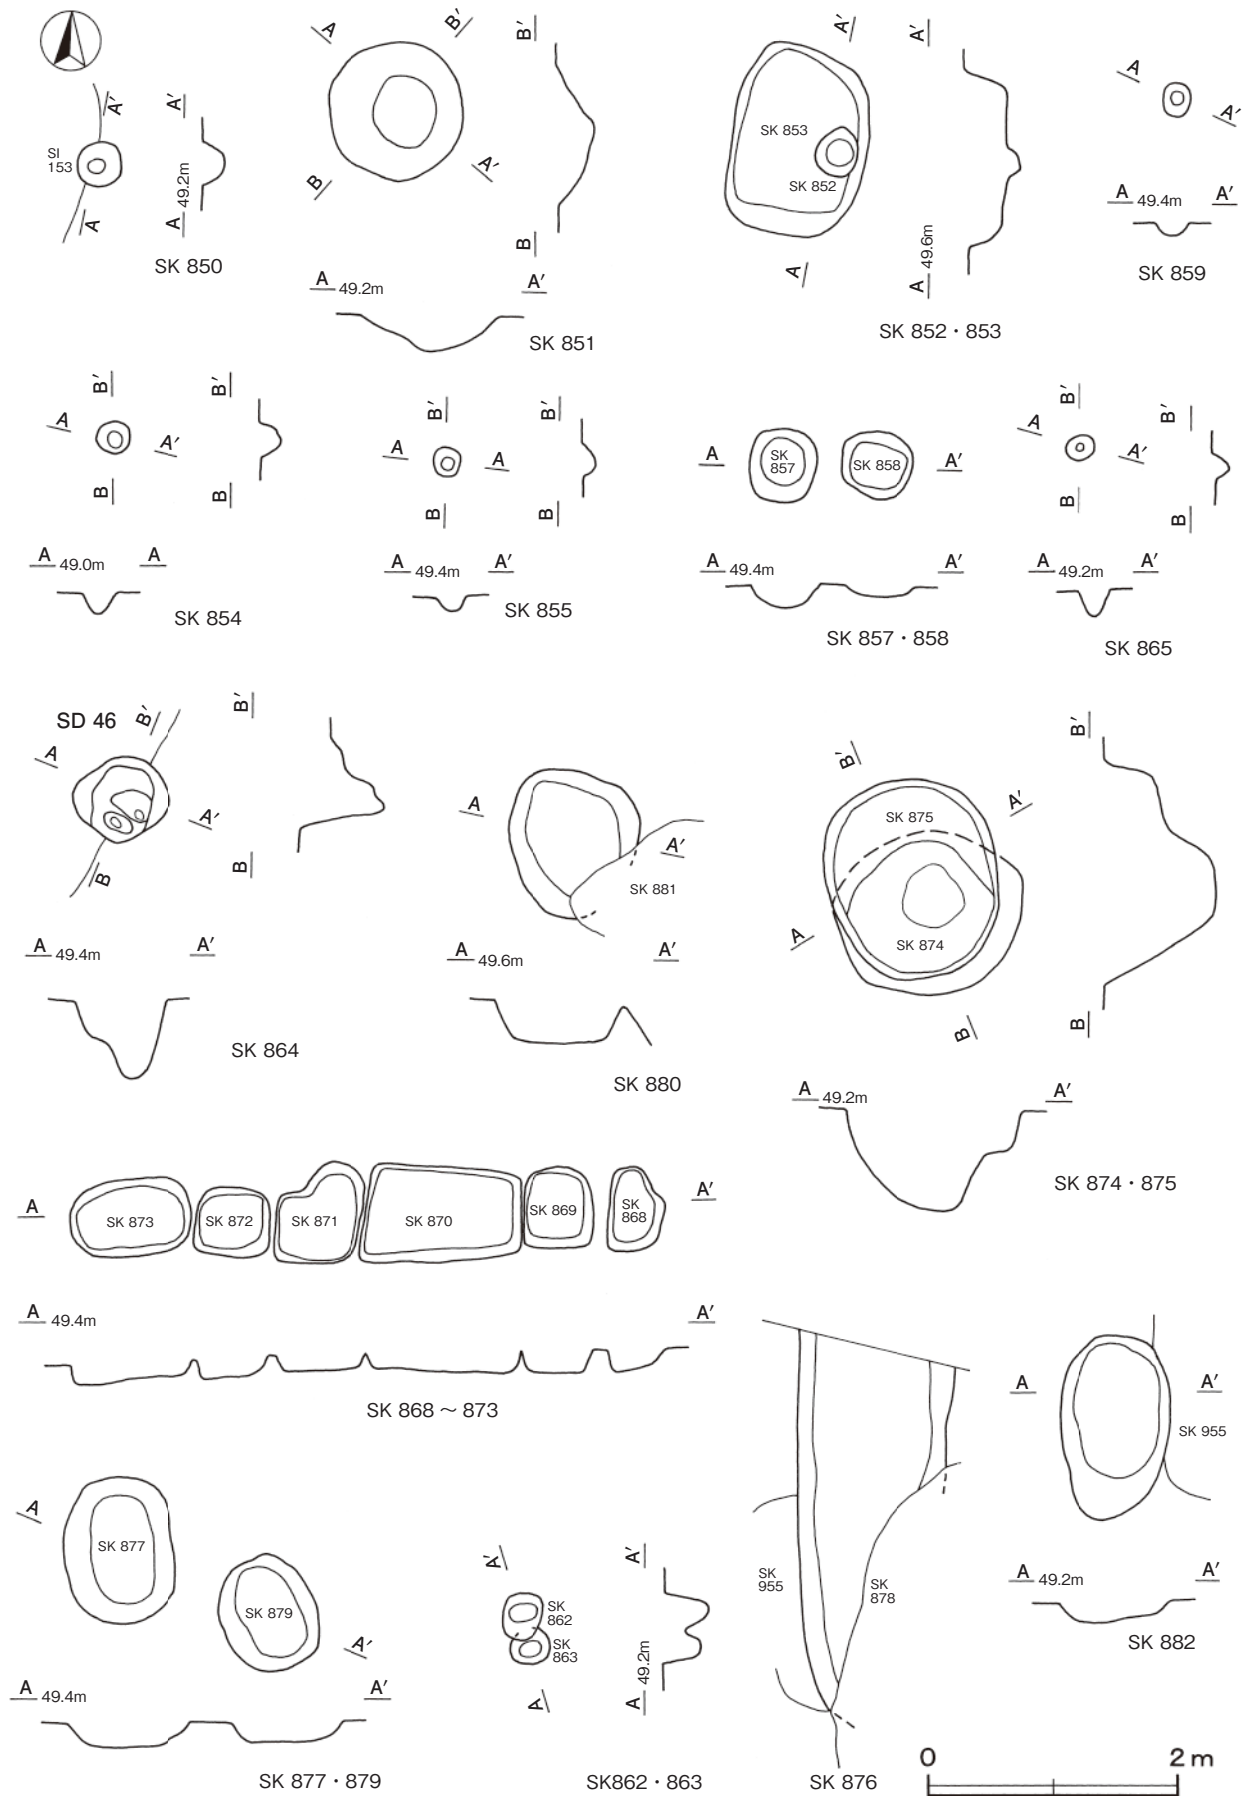 A
B'
B'
A'
A'
A
A'
A'
SI
153
A
49.2m
A
SK 850
B
A'
B
A 49.2m A'
SK 851
SK 853
SK 852
A
A 49.6m
SK 852・853
A 49.4m A'
SK 859
B'
B'
A
A'
B
B
A 49.0m A
SK 854
B'
B'
A
A
B
B
A 49.4m A'
SK 855
A
SK
857
SK 858
A'
A 49.4m A'
SK 857・858
B'
B'
A
A'
B
B
A 49.2m A'
SK 865
SD 46
B'
B'
A
A'
B
B
A 49.4m A'
SK 864
A
A'
SK 881
A 49.6m A'
SK 880
B'
B'
A'
SK 875
A
SK 874
B
B
A 49.2m A'
SK 874・875
A
SK 873
SK 872
SK 871
SK 870
SK 869
SK
868
A'
A 49.4m A'
SK 868～873
A
SK 877
SK 879
A'
A 49.4m A'
SK 877・879
A'
A'
SK
862
SK
863
A
A 49.2m
SK862・863
SK
955
SK
878
SK 876
A
A'
SK 955
A 49.2m A'
SK 882
0 2 m